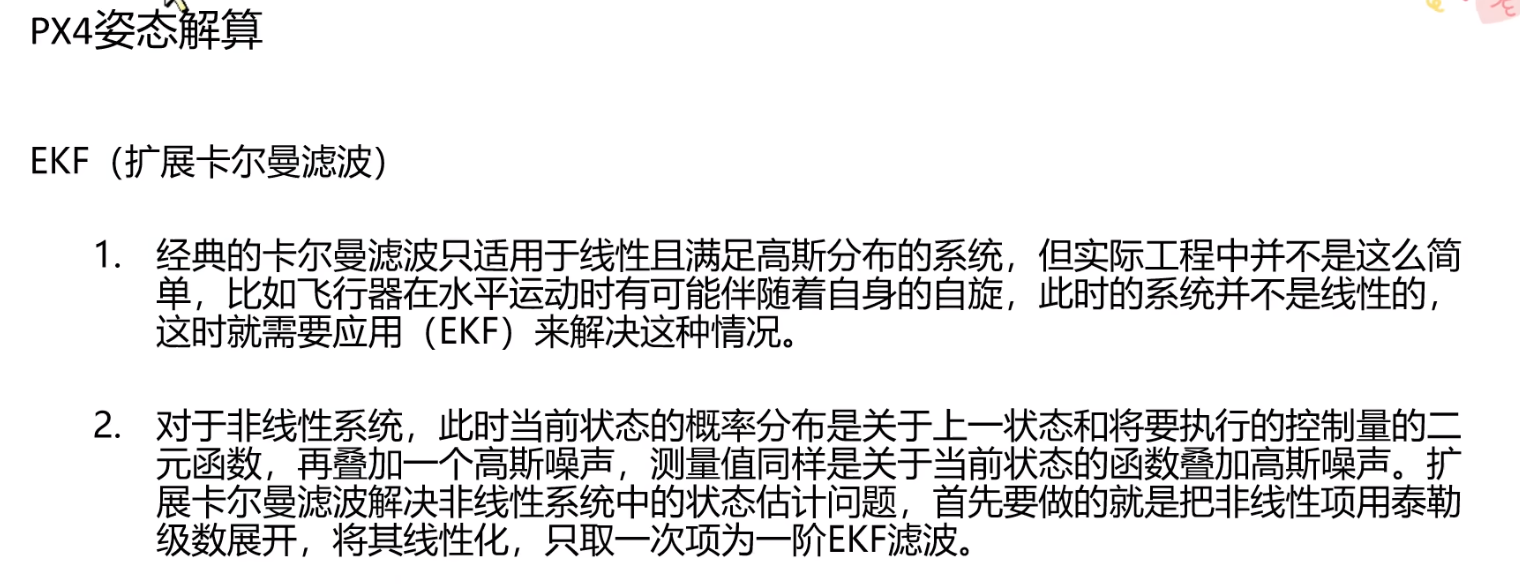 PX4姿态解算
EKF（扩展卡尔曼滤波）
1. 经典的卡尔曼滤波只适用于线性且满足高斯分布的系统，但实际工程中并不是这么简
单，比如飞行器在水平运动时有可能伴随着自身的自旋，此时的系统并不是线性的，
这时就需要应用（EKF）来解决这种情况。
2. 对于非线性系统，此时当前状态的概率分布是关于上一状态和将要执行的控制量的二
元函数，再叠加一个高斯噪声，测量值同样是关于当前状态的函数叠加高斯噪声。扩
展卡尔曼滤波解决非线性系统中的状态估计问题，首先要做的就是把非线性项用泰勒
级数展开，将其线性化，只取一次项为一阶EKF滤波。